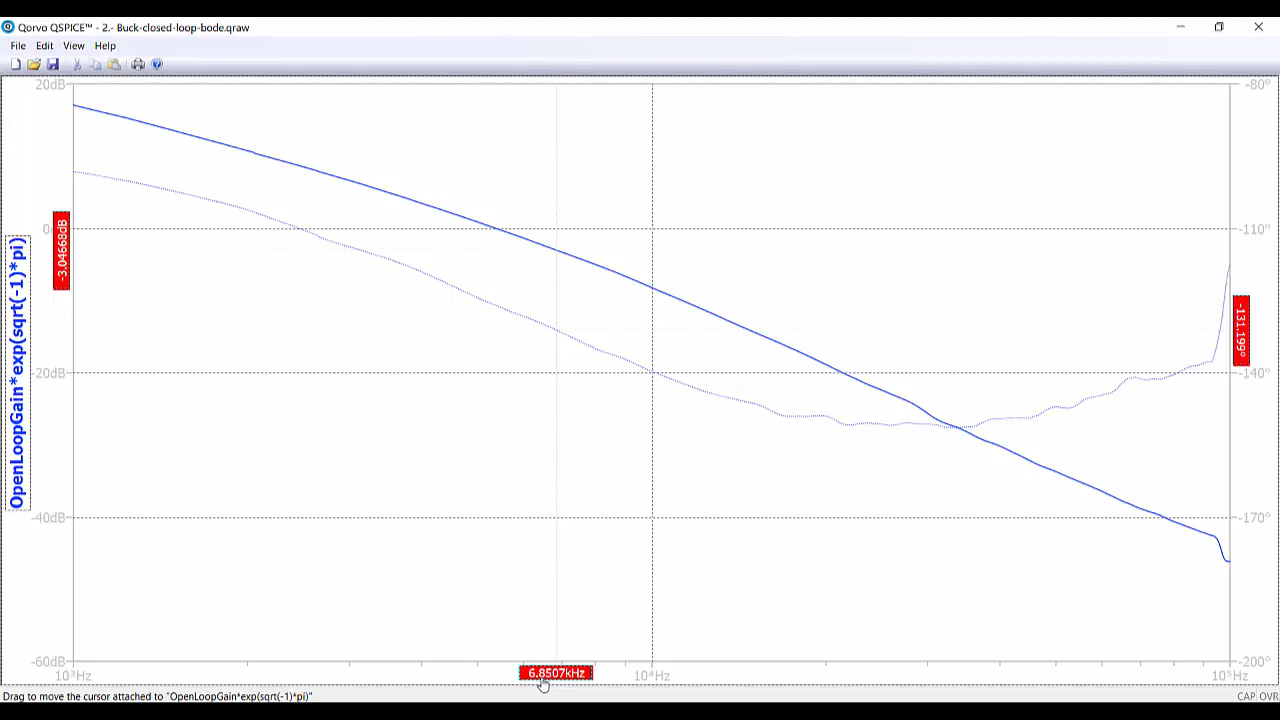 Qorvo QSPICE™ - 2.- Buck-closed-loop-bode.qraw
File Edit View Help
20dB
-80°
-3.04668dB
0
-110°
OpenLoopGain*exp(sqrt(-1)*pi)
-131.199°
-20dB
-140°
-40dB
-170°
-60dB
-200°
10³Hz
6.8507kHz
10⁴Hz
10⁵Hz
Drag to move the cursor attached to "OpenLoopGain*exp(sqrt(-1)*pi)"
CAP OVR